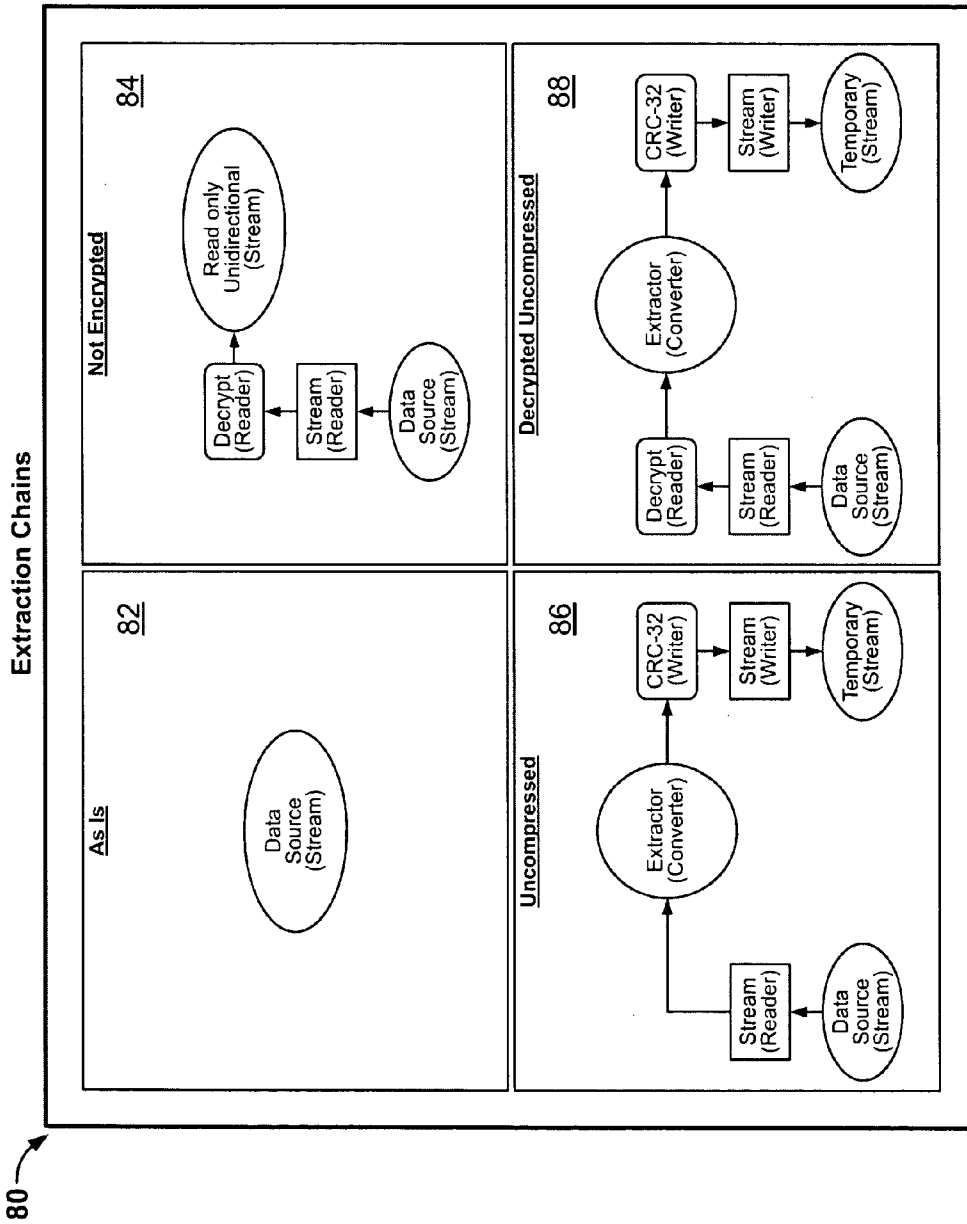 80
Extraction Chains
As Is
82
Data
Source
(Stream)
Not Encrypted
84
Read only
Unidirectional
(Stream)
Decrypt
(Reader)
Stream
(Reader)
Data
Source
(Stream)
Uncompressed
86
Extractor
(Converter)
CRC-32
(Writer)
Stream
(Reader)
Stream
(Writer)
Data
Source
(Stream)
Temporary
(Stream)
Decrypted Uncompressed
88
Extractor
(Converter)
Decrypt
(Reader)
CRC-32
(Writer)
Stream
(Reader)
Stream
(Writer)
Data
Source
(Stream)
Temporary
(Stream)